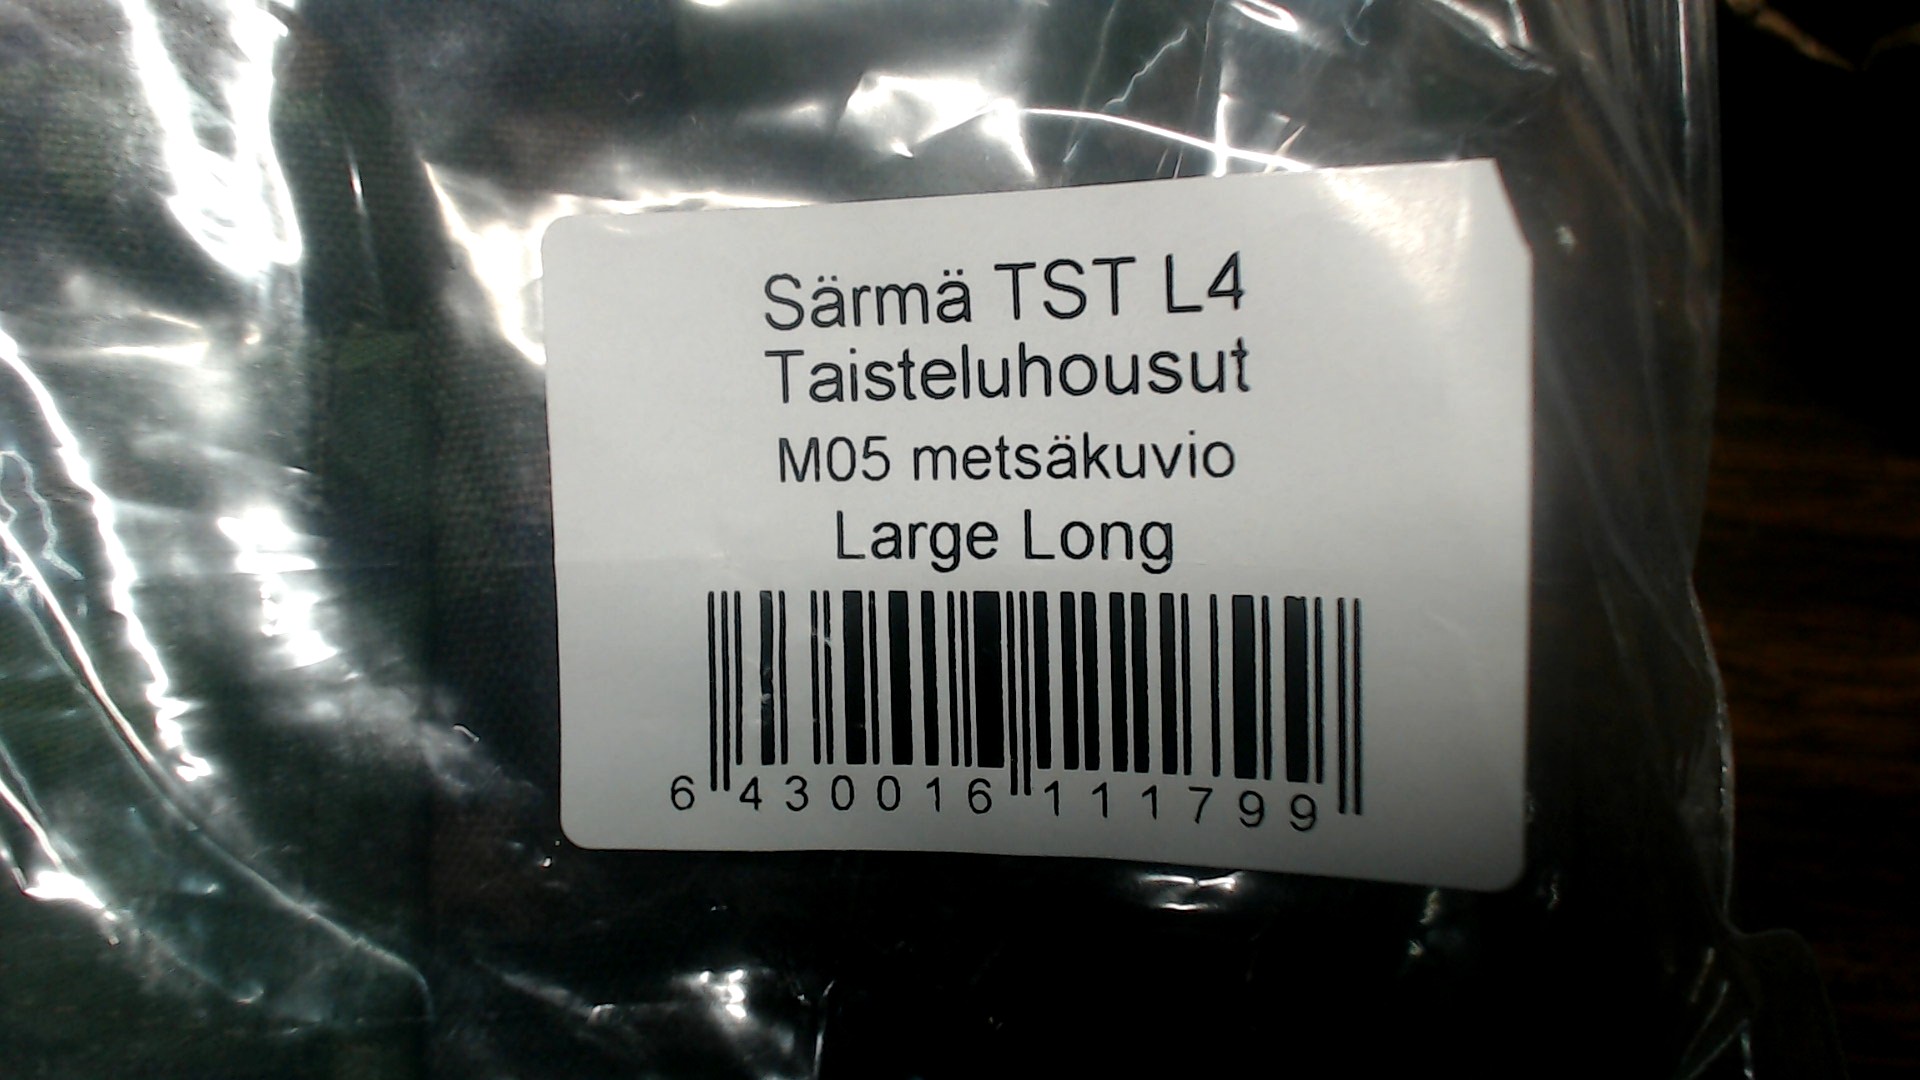 Särmä TST L4
Taisteluhousut
M05 metsäkuvio
Large Long
6 430016 111799